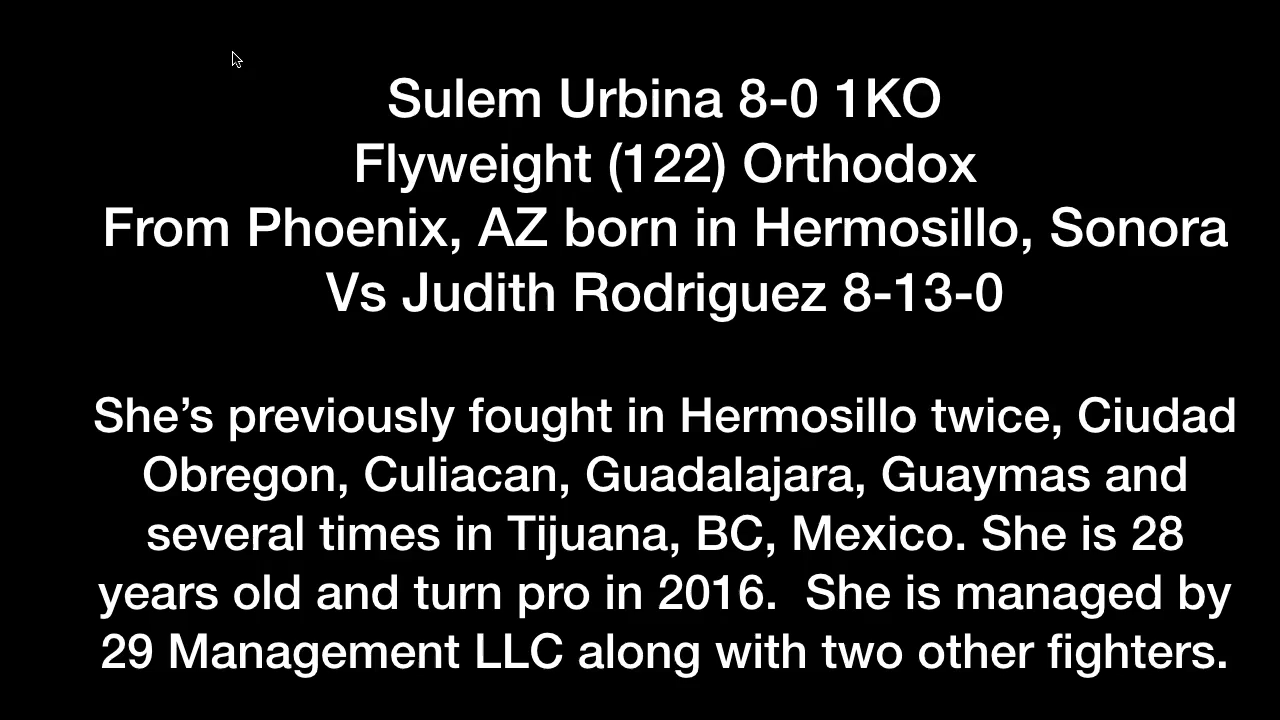 Sulem Urbina 8-0 1KO
Flyweight (122) Orthodox
From Phoenix, AZ born in Hermosillo, Sonora
Vs Judith Rodriguez 8-13-0
She’s previously fought in Hermosillo twice, Ciudad
Obregon, Culiacan, Guadalajara, Guaymas and
several times in Tijuana, BC, Mexico. She is 28
years old and turn pro in 2016.  She is managed by
29 Management LLC along with two other fighters.